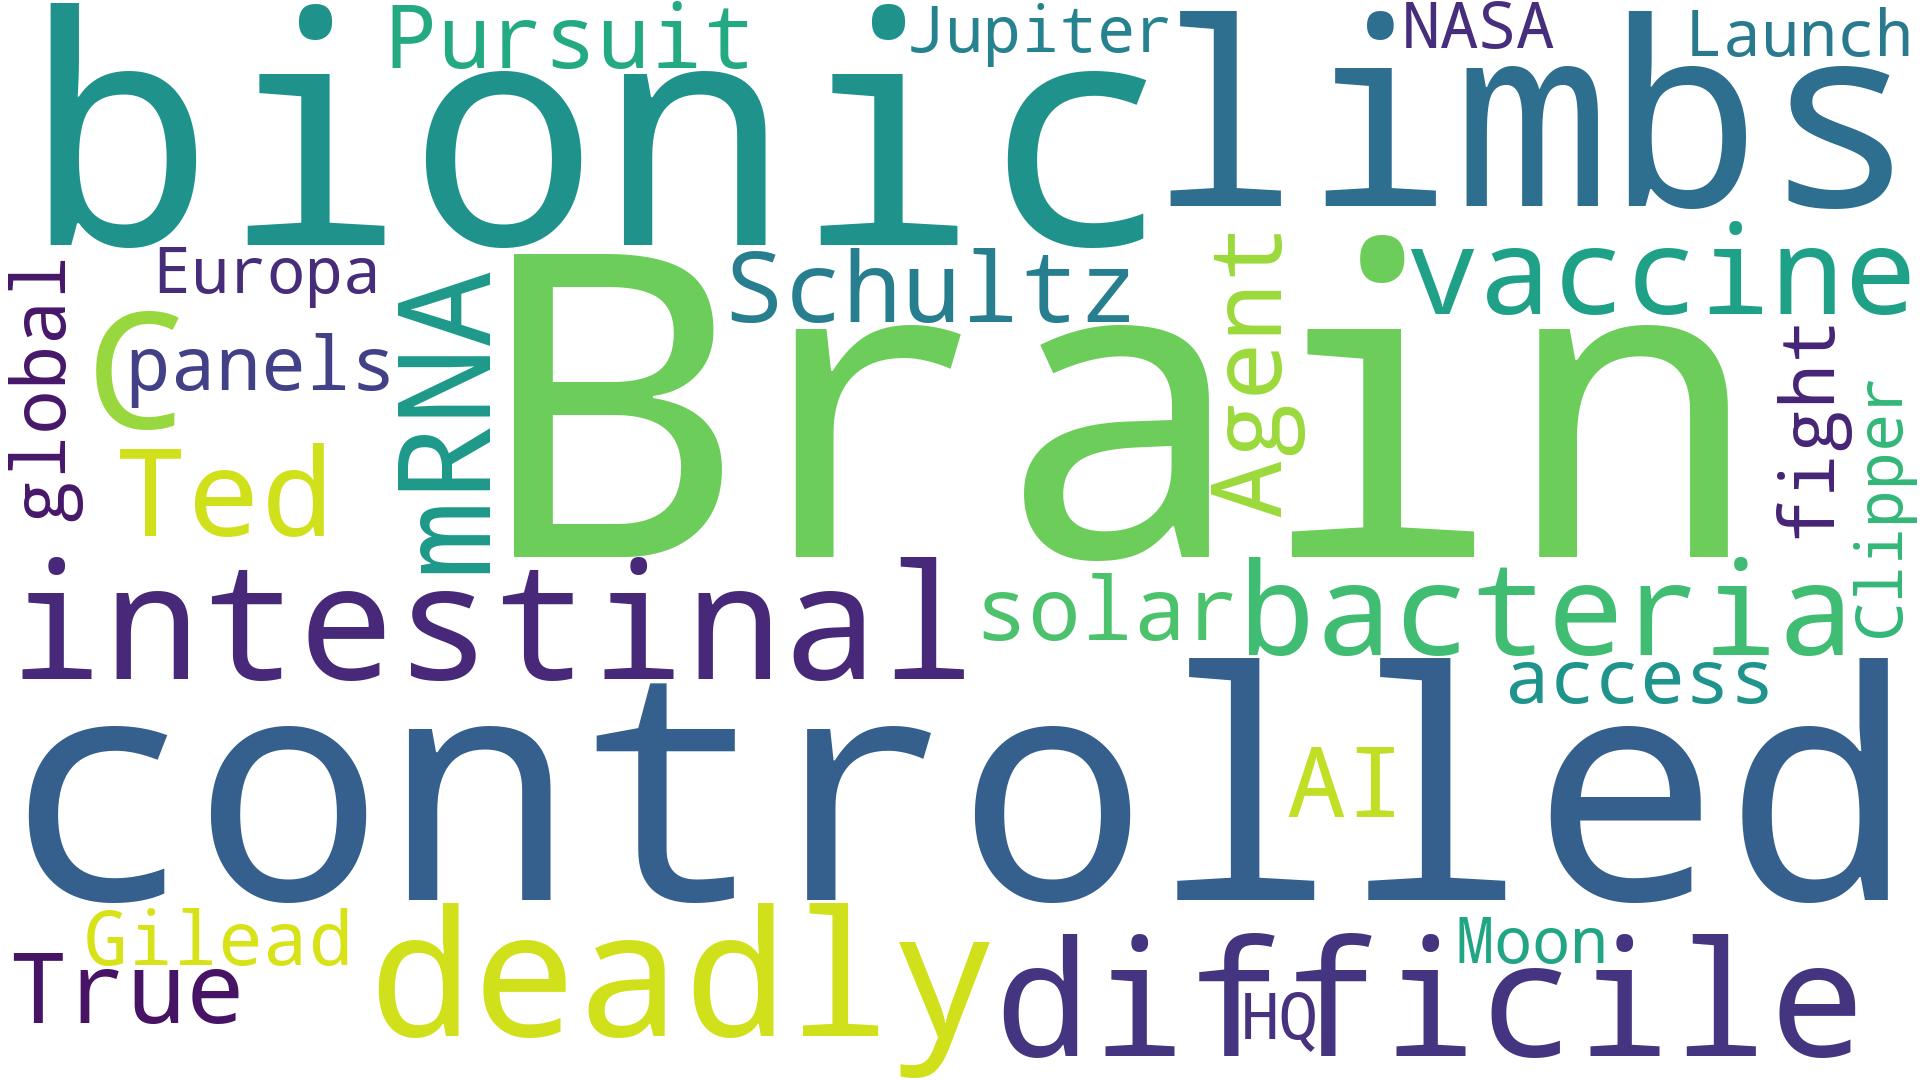 bionic
Pursuit
Jupiter
limbs
NASA
Launch
Europa
global
C
panels
Ted
mRNA
Brain
Schultz
Agent
vaccine
fight
Clipper
intestinal
solar
bacteria
access
controlled
AI
Gilead
True
deadly
difficile
HQ
Moon